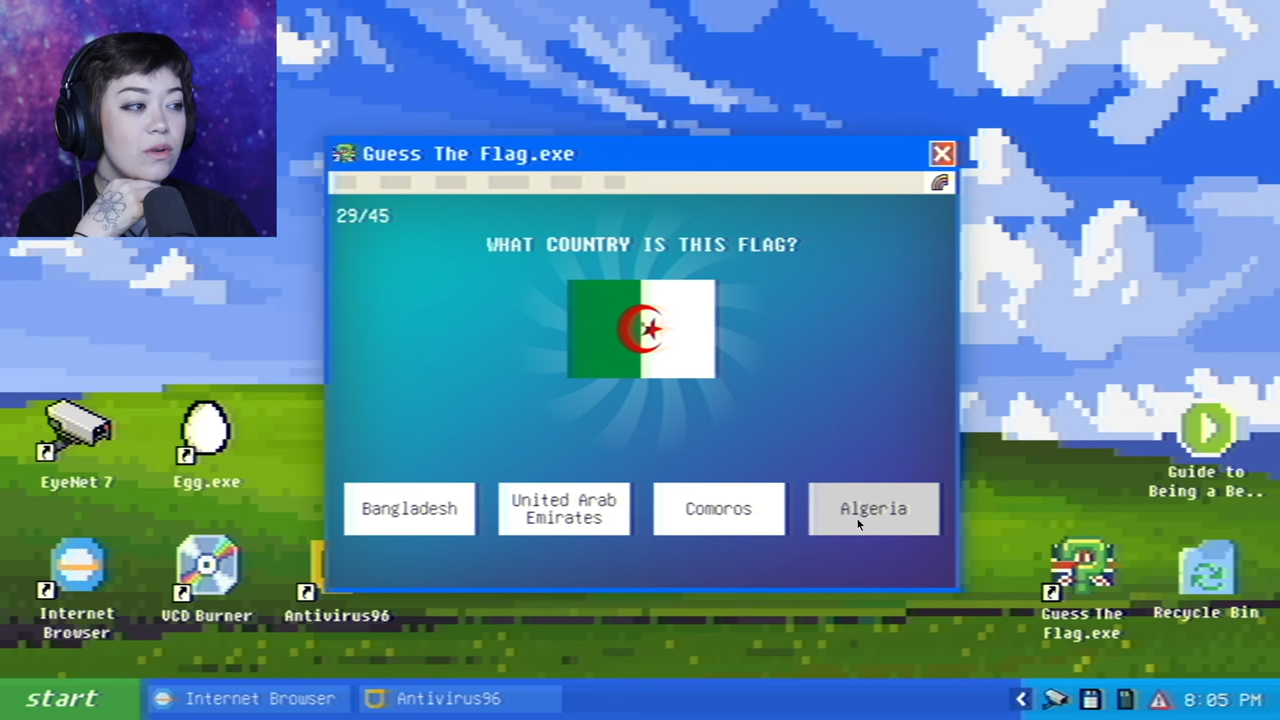 Guess The Flag.exe
29/45
WHAT COUNTRY IS THIS FLAG?
Bangladesh
United Arab
Emirates
Comoros
Algeria
EyeNet 7
Egg.exe
Guide to
Being a Be..
Internet
Browser
VCD Burner
Antivirus96
Guess The
Flag.exe
Recycle Bin
start
Internet Browser
Antivirus96
8:05 PM